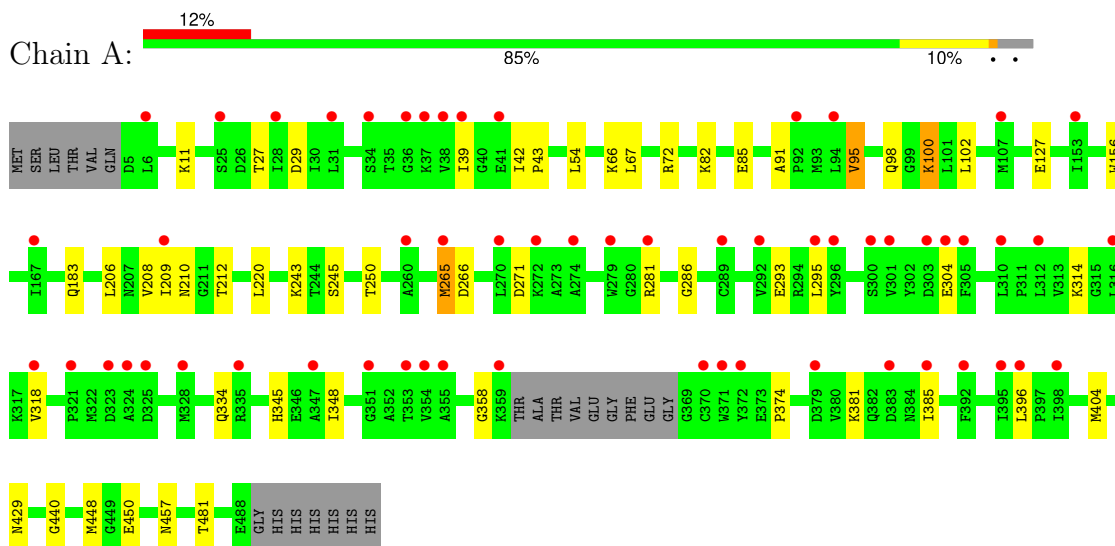 12%
Chain A:
85% 10% • •
MET SER LEU THR VAL GLN D5 L6 K11 S25 D26 T27 I28 D29 I30 L31 S34 T35 G36 K37 V38 I39 G40 E41 I42 P43 L54 K66 L67 R72 K82 E85 A91 P92 M93 L94 V95 Q98 G99 K100 L101 L102 M107 E127 I153 W156
I167 Q183 L206 N207 V208 I209 N210 G211 T212 L220 K243 T244 S245 T250 A260 M265 D266 L270 D271 K272 A273 A274 W279 G280 R281 G286 C289 V292 E293 R294 L295 Y296 S300 V301 Y302 D303 E304 F305 L310 P311 L312 V313 K314 G315 L316
K317 V318 P321 M322 D323 A324 D325 M328 Q334 R335 H345 E346 A347 I348 G351 A352 T353 V354 A355 G358 K359 THR ALA THR VAL GLU GLY PHE GLU GLY G369 C370 W371 Y372 E373 P374 D379 V380 K381 Q382 D383 N384 I385 F392 I395 L396 P397 I398 M404
N429 G440 M448 G449 E450 N457 T481 E488 GLY HIS HIS HIS HIS HIS HIS